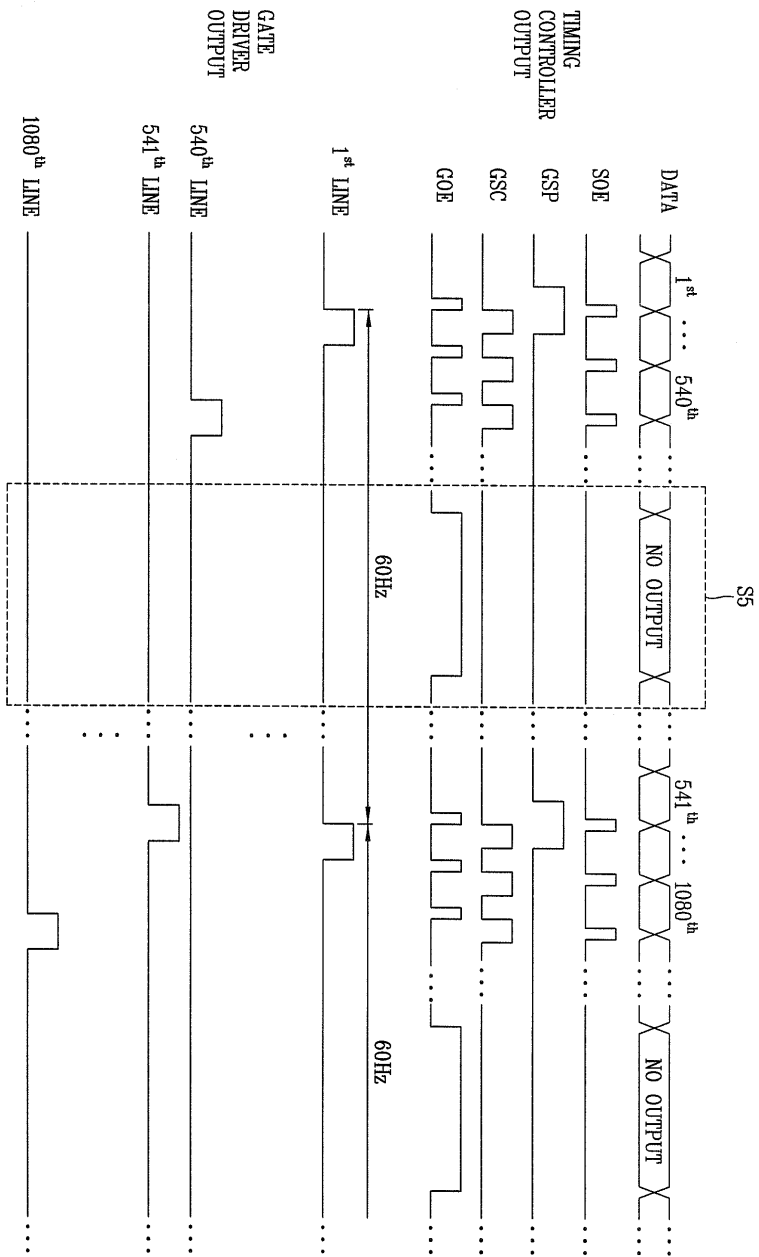 S5
TIMING
CONTROLLER
OUTPUT
DATA
1st ... 540th ... NO OUTPUT ... 541th ... 1080th ... NO OUTPUT ...
SOE
GSP
GSC
GOE
60Hz
60Hz
GATE
DRIVER
OUTPUT
1st LINE
540th LINE
541th LINE
1080th LINE